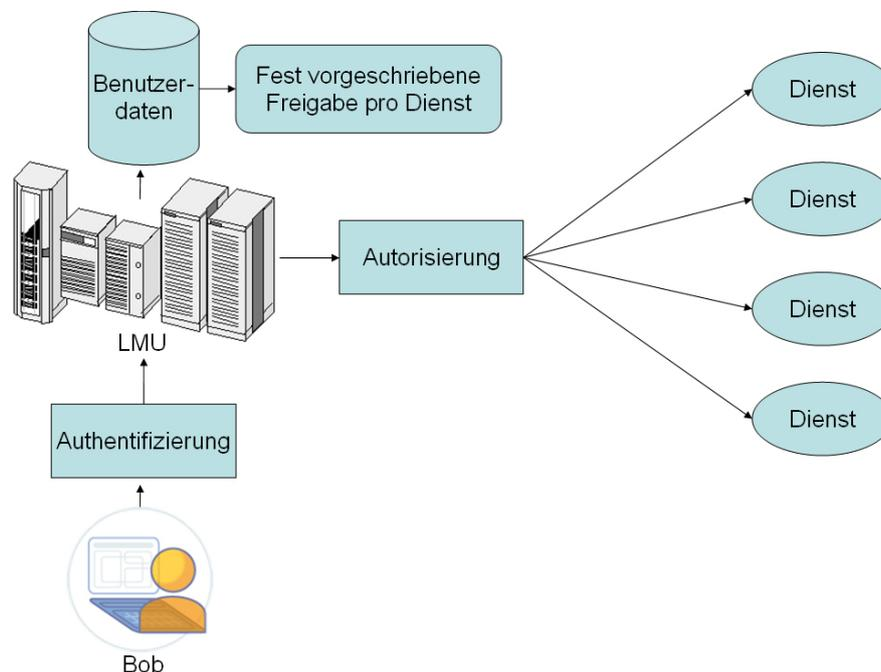 Benutzer-
daten
Fest vorgeschriebene
Freigabe pro Dienst
Dienst
Dienst
Autorisierung
Dienst
LMU
Dienst
Authentifizierung
Bob